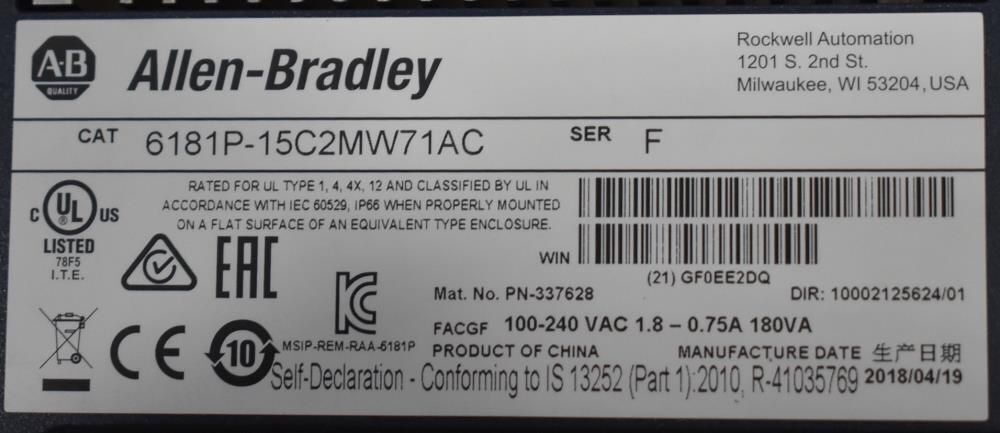 A-B
QUALITY
Allen-Bradley
Rockwell Automation
1201 S. 2nd St.
Milwaukee, WI 53204, USA
CAT 6181P-15C2MW71AC SER F
C UL US
®
LISTED
78F5
I.T.E.
RATED FOR UL TYPE 1, 4, 4X, 12 AND CLASSIFIED BY UL IN
ACCORDANCE WITH IEC 60529, IP66 WHEN PROPERLY MOUNTED
ON A FLAT SURFACE OF AN EQUIVALENT TYPE ENCLOSURE.
EAC
WIN
(21) GF0EE2DQ
Mat. No. PN-337628 DIR: 10002125624/01
FACGF 100-240 VAC 1.8 – 0.75A 180VA
CE
10
MSIP-REM-RAA-6181P
PRODUCT OF CHINA MANUFACTURE DATE 生产日期
Self-Declaration - Conforming to IS 13252 (Part 1):2010, R-41035769 2018/04/19